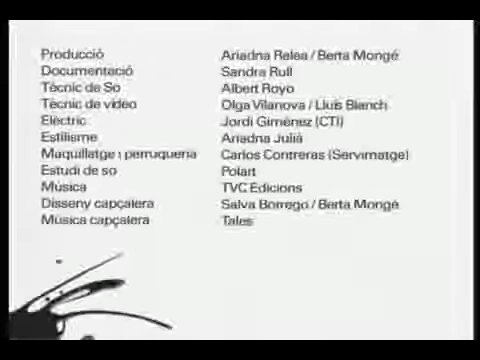 Producció Ariadna Relea / Berta Mongé
Documentació Sandra Rull
Tècnic de So Albert Royo
Tècnic de vídeo Olga Vilanova / Lluís Blanch
Elèctric Jordi Giménez (CTI)
Estilisme Ariadna Julià
Maquillatge i perruqueria Carlos Contreras (Servimatge)
Estudi de so Polart
Música TVC Edicions
Disseny capçalera Salva Borrego / Berta Mongé
Música capçalera Tales